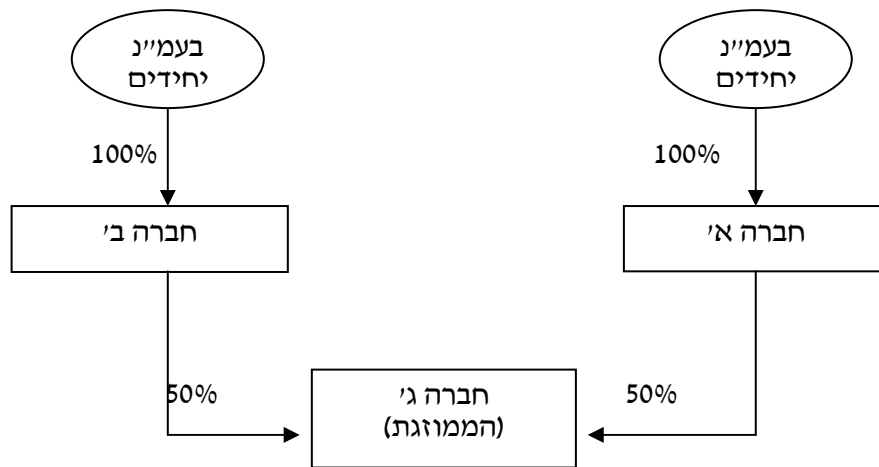 בעמ״נ
יחידים
בעמ״נ
יחידים
100%
100%
חברה א׳
חברה ב׳
50%
50%
חברה ג׳
(הממוזגת)